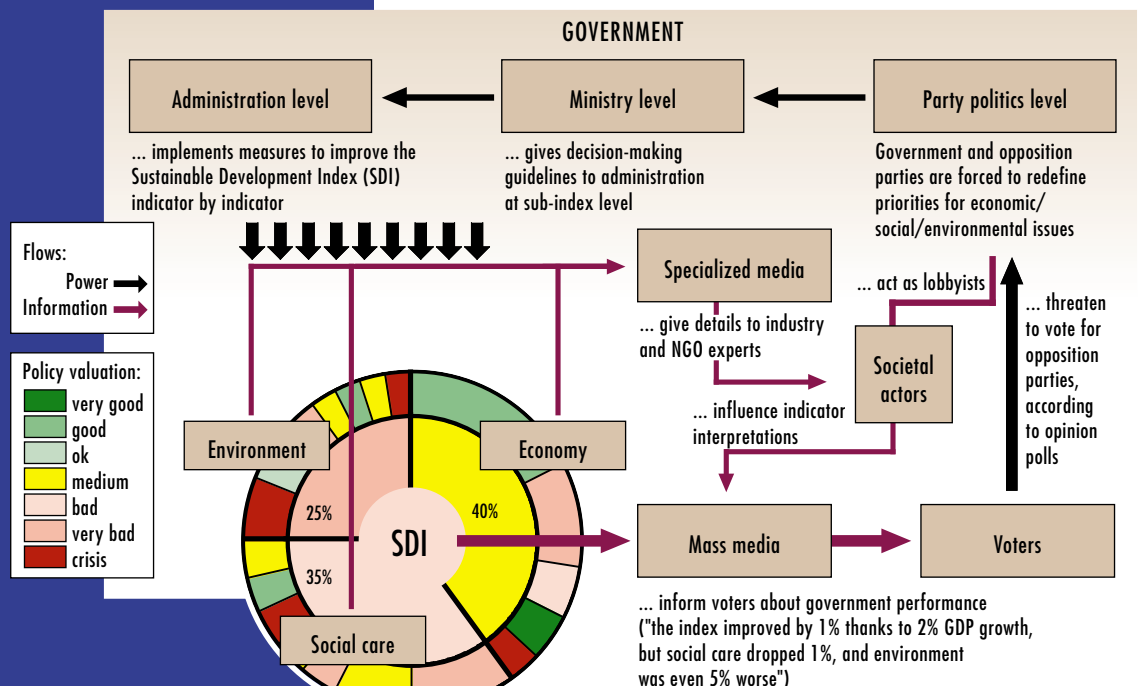 GOVERNMENT
Administration level
Ministry level
Party politics level
... implements measures to improve the
Sustainable Development Index (SDI)
indicator by indicator
... gives decision-making
guidelines to administration
at sub-index level
Government and opposition
parties are forced to redefine
priorities for economic/
social/environmental issues
Flows:
Power
Information
Specialized media
... act as lobbyists
... give details to industry
and NGO experts
... threaten
to vote for
opposition
parties,
according
to opinion
polls
Societal
actors
Policy valuation:
very good
good
ok
medium
bad
very bad
crisis
... influence indicator
interpretations
Environment
Economy
25%
40%
SDI
35%
Social care
Mass media
Voters
... inform voters about government performance
("the index improved by 1% thanks to 2% GDP growth,
but social care dropped 1%, and environment
was even 5% worse")